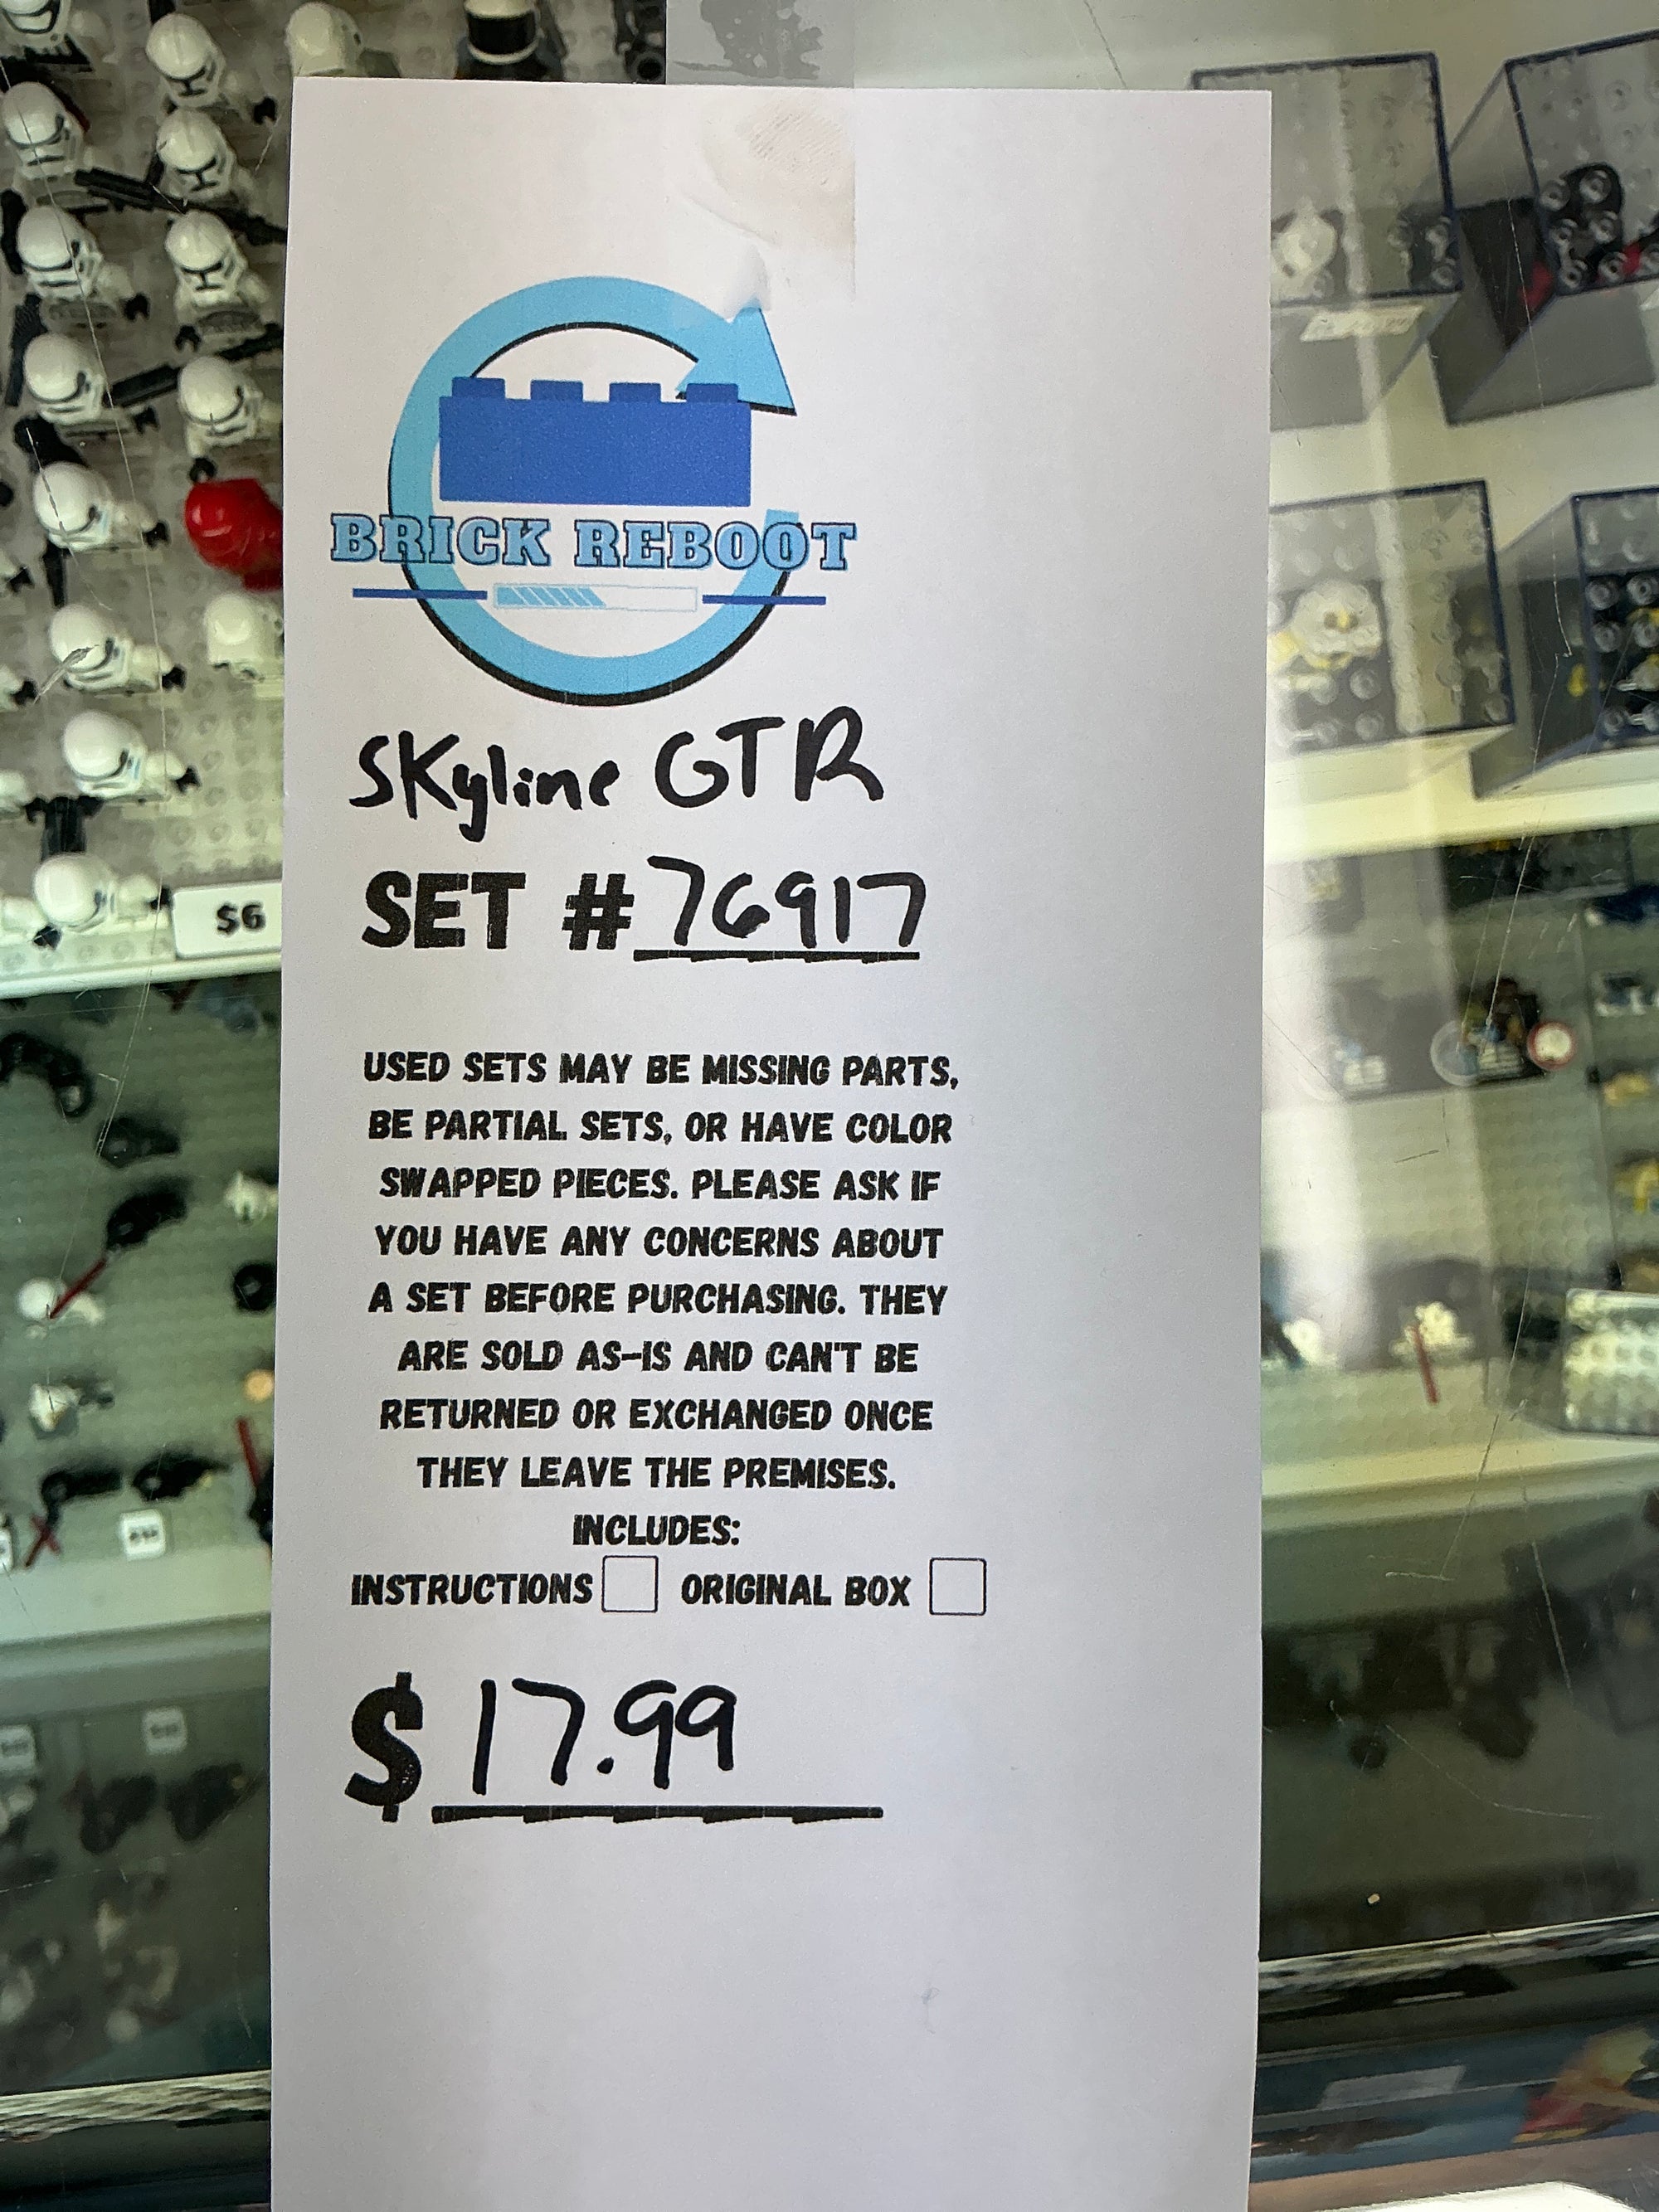 BRICK REBOOT
Skyline GTR
SET #76917
USED SETS MAY BE MISSING PARTS,
BE PARTIAL SETS, OR HAVE COLOR
SWAPPED PIECES. PLEASE ASK IF
YOU HAVE ANY CONCERNS ABOUT
A SET BEFORE PURCHASING. THEY
ARE SOLD AS-IS AND CAN'T BE
RETURNED OR EXCHANGED ONCE
THEY LEAVE THE PREMISES.
INCLUDES:
INSTRUCTIONS ORIGINAL BOX
$17.99
$6